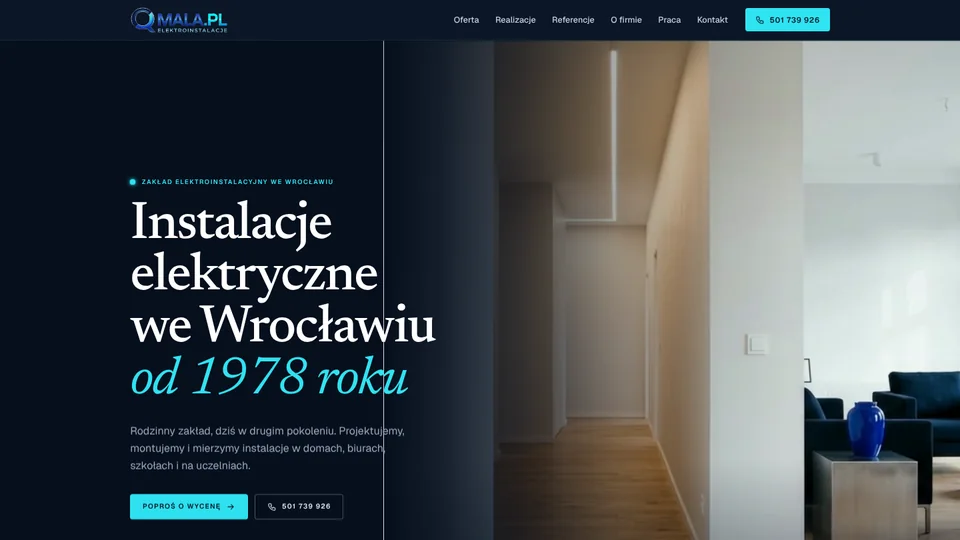 MALA.PL
ELEKTROINSTALACJE
Oferta Realizacje Referencje O firmie Praca Kontakt 501 739 926
ZAKŁAD ELEKTROINSTALACYJNY WE WROCŁAWIU
Instalacje
elektryczne
we Wrocławiu
od 1978 roku
Rodzinny zakład, dziś w drugim pokoleniu. Projektujemy,
montujemy i mierzymy instalacje w domach, biurach,
szkołach i na uczelniach.
POPROŚ O WYCENĘ → 501 739 926